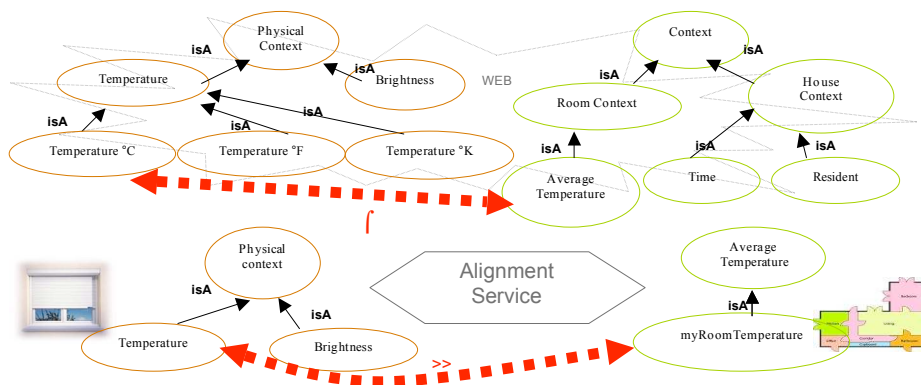 Physical
Context
Context
isA
isA
Temperature
isA
Brightness
WEB
isA
isA
Room Context
House
Context
isA
isA
isA
isA
isA
isA
Temperature °C
Temperature °F
Temperature °K
Average
Temperature
Time
Resident
∫
Physical
context
Alignment
Service
Average
Temperature
isA
isA
isA
Temperature
Brightness
>>
myRoomTemperature